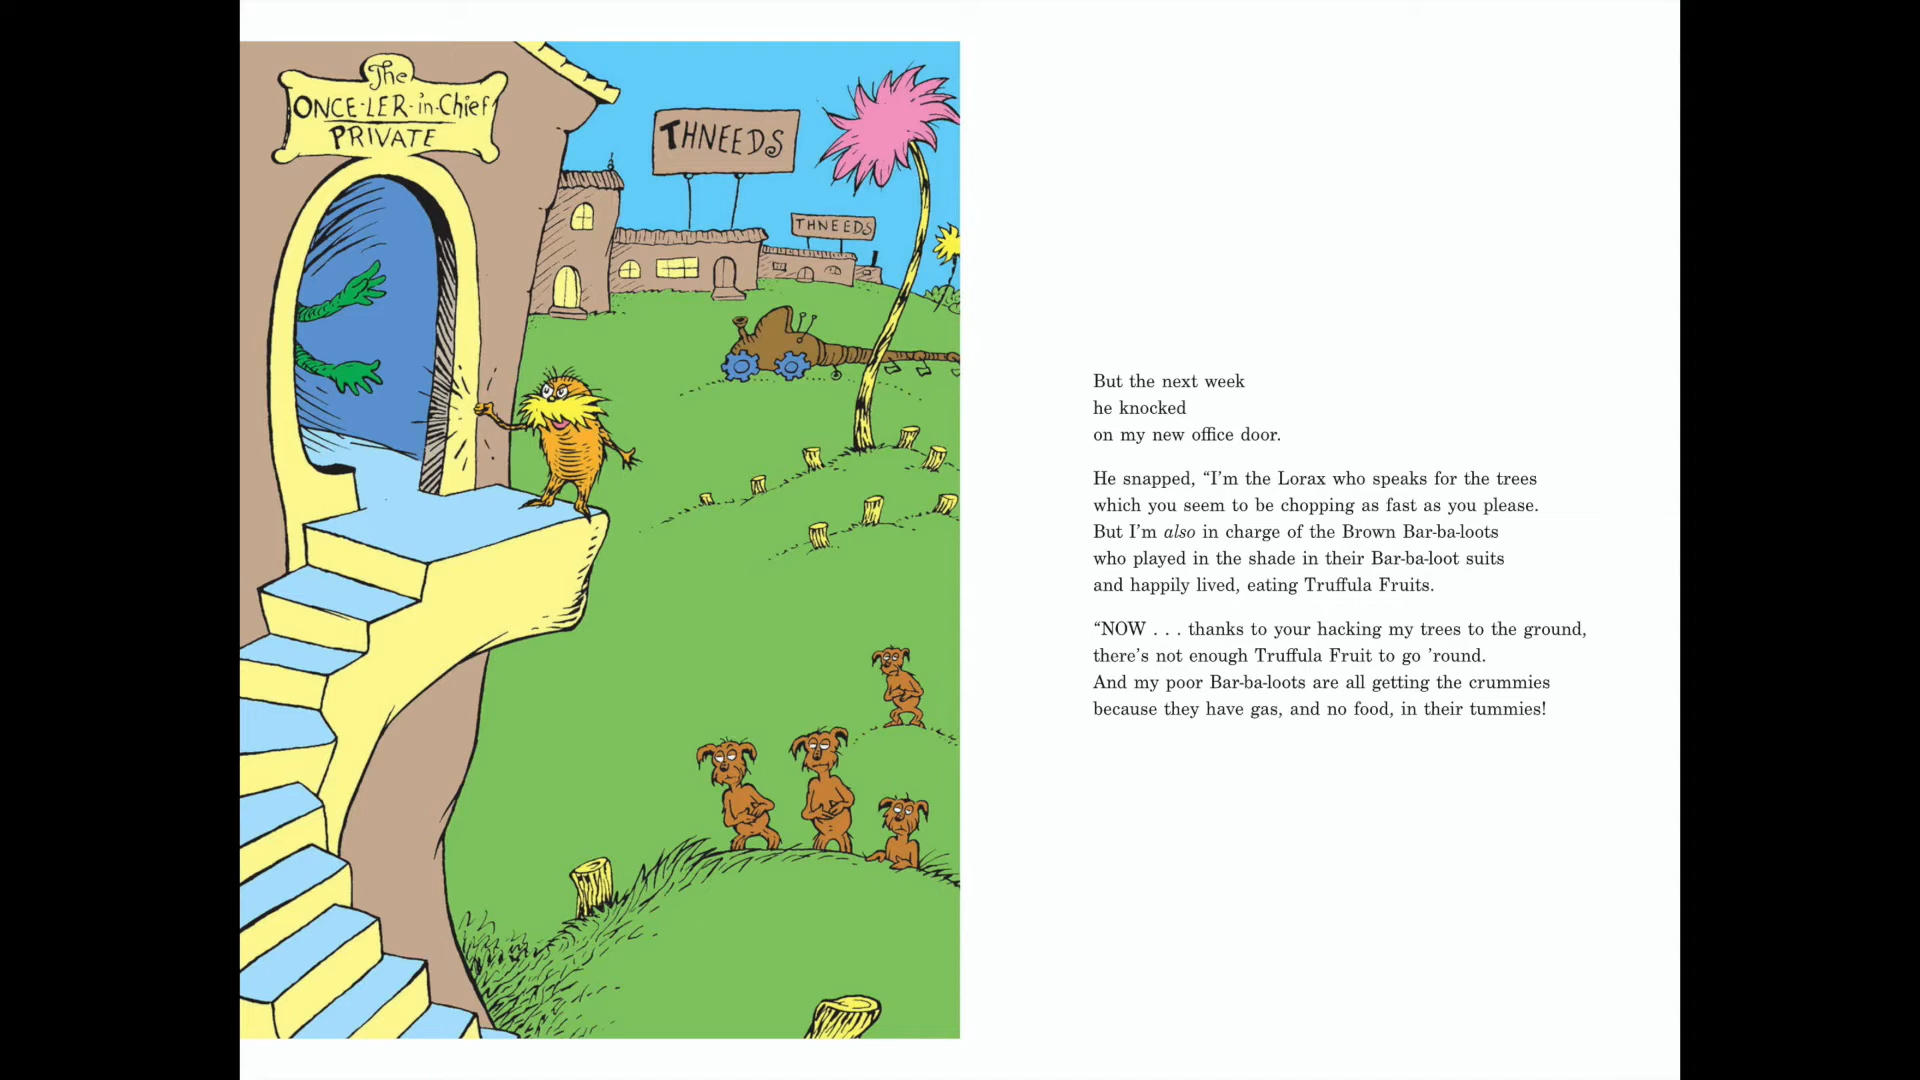 The
ONCE-LER-in-Chief
PRIVATE
THNEEDS
THNEEDS
But the next week
he knocked
on my new office door.
He snapped, “I’m the Lorax who speaks for the trees
which you seem to be chopping as fast as you please.
But I’m also in charge of the Brown Bar-ba-loots
who played in the shade in their Bar-ba-loot suits
and happily lived, eating Truffula Fruits.
“NOW . . . thanks to your hacking my trees to the ground,
there’s not enough Truffula Fruit to go ’round.
And my poor Bar-ba-loots are all getting the crummies
because they have gas, and no food, in their tummies!